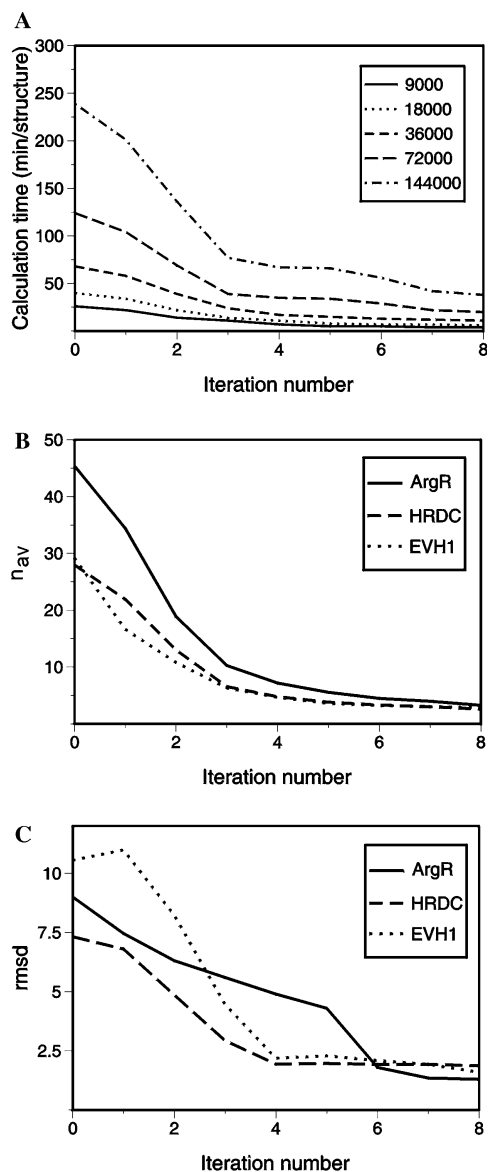 A
300
250
200
150
100
50
Calculation time (min/structure)
9000
18000
36000
72000
144000
0 2 4 6 8
Iteration number
B
50
40
30
20
10
n_av
ArgR
HRDC
EVH1
0 2 4 6 8
Iteration number
C
10
7.5
5
2.5
rmsd
ArgR
HRDC
EVH1
0 2 4 6 8
Iteration number